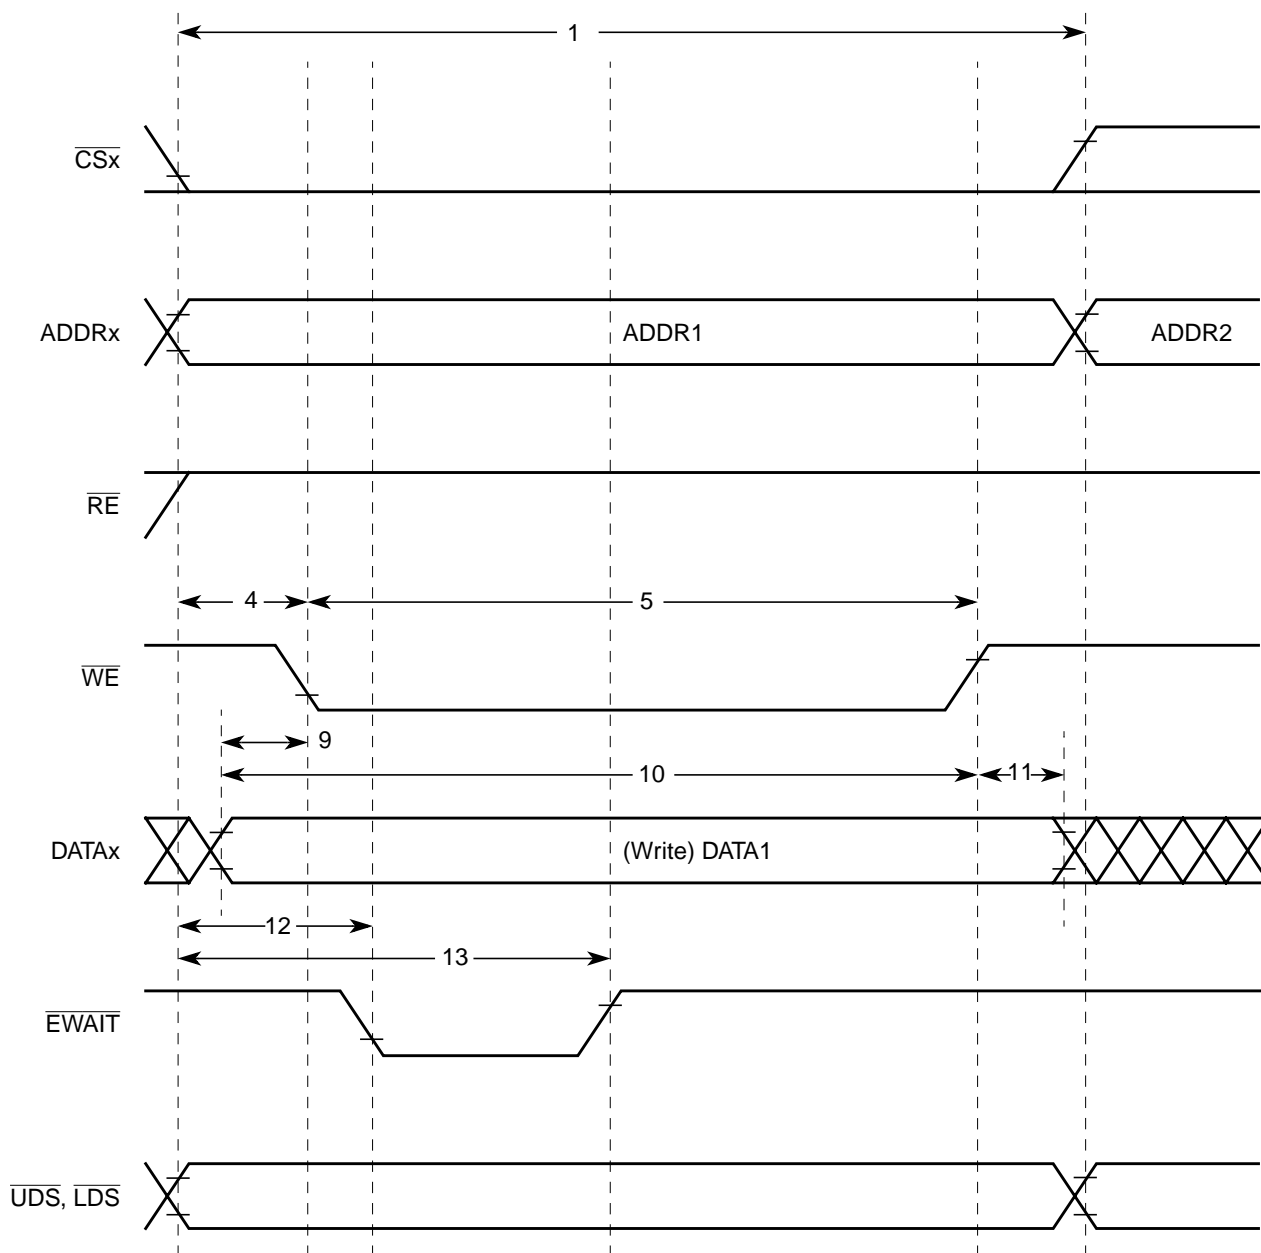 1
CSx
ADDRx ADDR1 ADDR2
RE
4 5
WE
9
10 11
DATAx (Write) DATA1
12
13
EWAIT
UDS, LDS